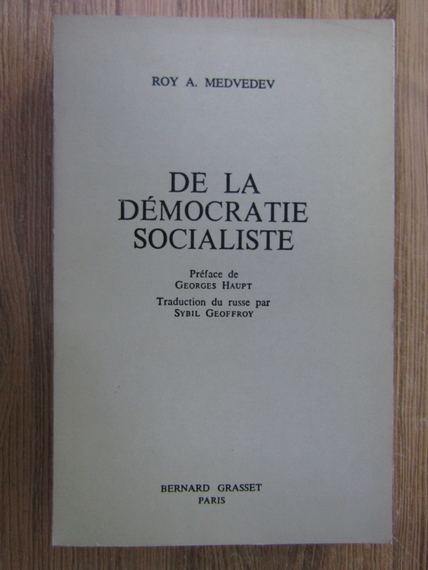 ROY A. MEDVEDEV
DE LA
DÉMOCRATIE
SOCIALISTE
Préface de
GEORGES HAUPT
Traduction du russe par
SYBIL GEOFFROY
BERNARD GRASSET
PARIS